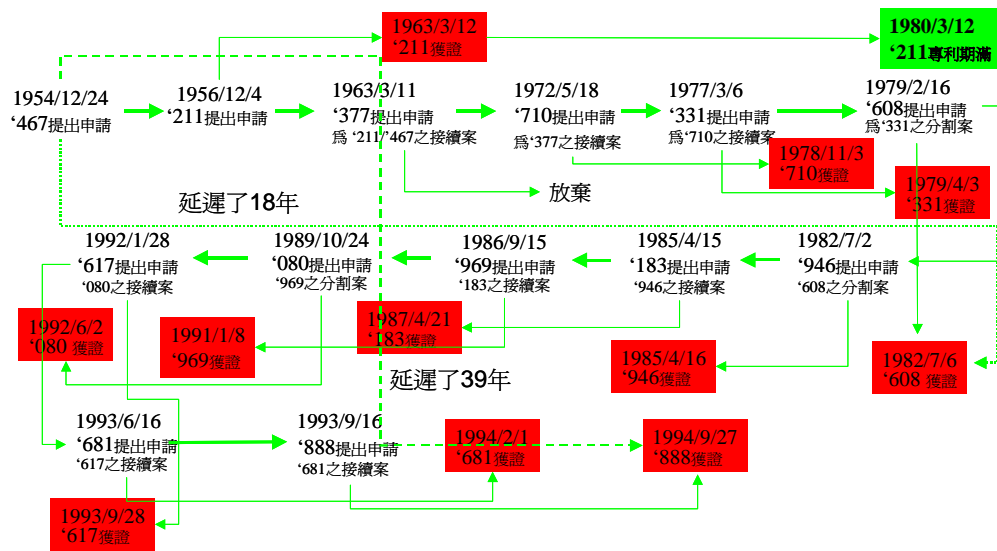 1963/3/12
‘211獲證
1980/3/12
‘211專利期滿
1954/12/24
‘467提出申請
1956/12/4
‘211提出申請
1963/3/11
‘377提出申請
爲 ‘211/’467之接續案
1972/5/18
‘710提出申請
爲‘377之接續案
1977/3/6
‘331提出申請
爲‘710之接續案
1979/2/16
‘608提出申請
爲‘331之分割案
1978/11/3
‘710獲證
1979/4/3
‘331獲證
放棄
延遲了18年
1992/1/28
‘617提出申請
‘080之接續案
1989/10/24
‘080提出申請
‘969之分割案
1986/9/15
‘969提出申請
‘183之接續案
1985/4/15
‘183提出申請
‘946之接續案
1982/7/2
‘946提出申請
‘608之分割案
1992/6/2
‘080 獲證
1991/1/8
‘969獲證
1987/4/21
‘183獲證
1985/4/16
‘946獲證
1982/7/6
‘608 獲證
延遲了39年
1993/6/16
‘681提出申請
‘617之接續案
1993/9/16
‘888提出申請
‘681之接續案
1994/2/1
‘681獲證
1994/9/27
‘888獲證
1993/9/28
‘617獲證